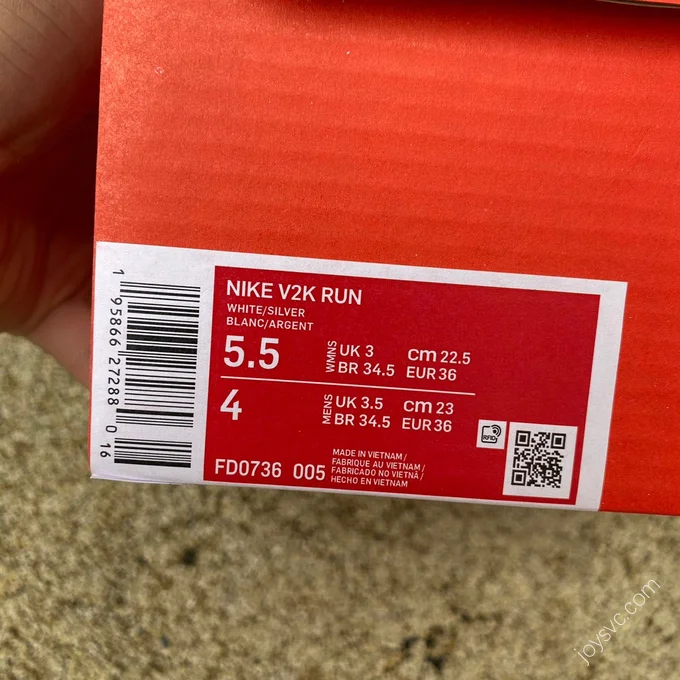 NIKE V2K RUN
WHITE/SILVER
BLANC/ARGENT
5.5 WMNS UK 3 cm 22.5
BR 34.5 EUR 36
4 MENS UK 3.5 cm 23
BR 34.5 EUR 36
FD0736 005
MADE IN VIETNAM/
FABRIQUE AU VIETNAM/
FABRICADO NO VIETNÃ/
HECHO EN VIETNAM
RFID
1 95866 27288 0 16
joysvc.com